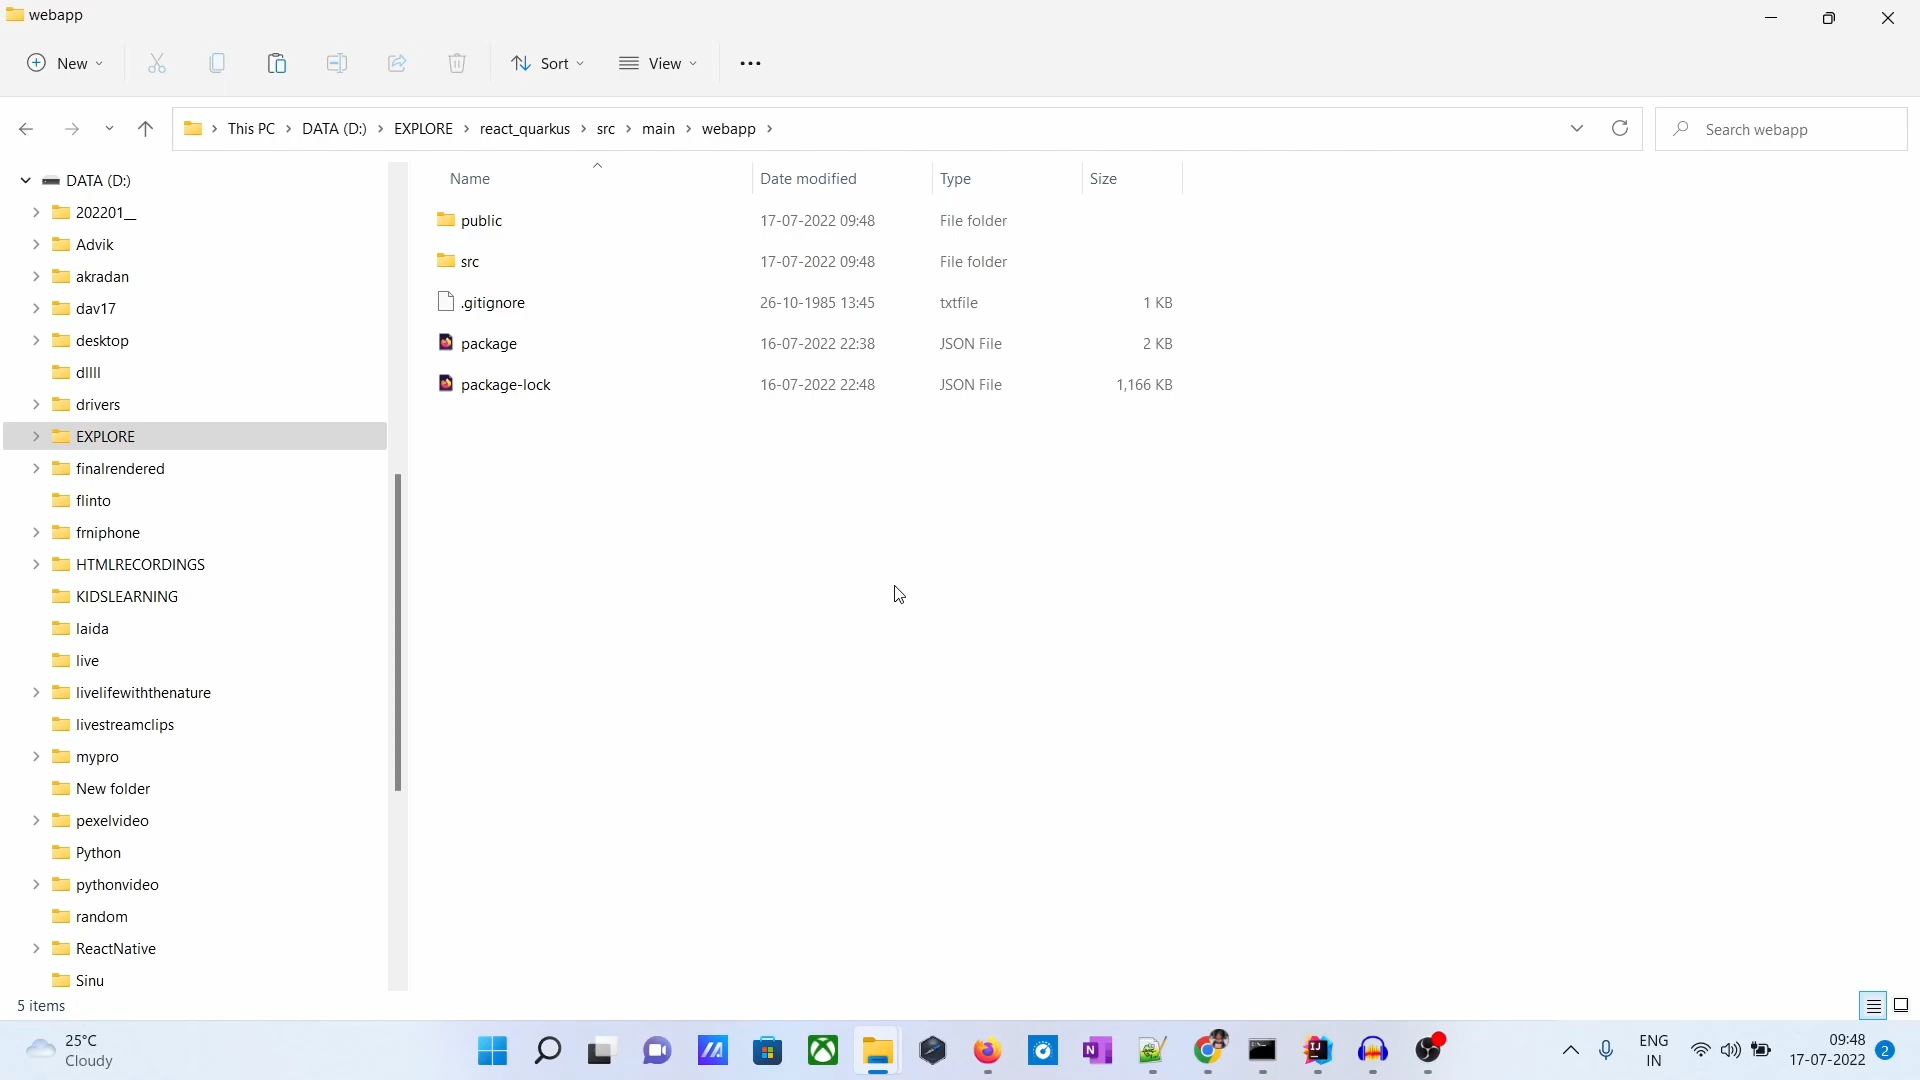 webapp
New
Sort
View
This PC
DATA (D:)
EXPLORE
react_quarkus
src
main
webapp
Search webapp
DATA (D:)
202201__
Advik
akradan
dav17
desktop
dllll
drivers
EXPLORE
finalrendered
flinto
frniphone
HTMLRECORDINGS
KIDSLEARNING
laida
live
livelifewiththenature
livestreamclips
mypro
New folder
pexelvideo
Python
pythonvideo
random
ReactNative
Sinu
Name Date modified Type Size
public 17-07-2022 09:48 File folder
src 17-07-2022 09:48 File folder
.gitignore 26-10-1985 13:45 txtfile 1 KB
package 16-07-2022 22:38 JSON File 2 KB
package-lock 16-07-2022 22:48 JSON File 1,166 KB
5 items
25°C
Cloudy
IJ
N
ENG
IN
09:48
17-07-2022
2